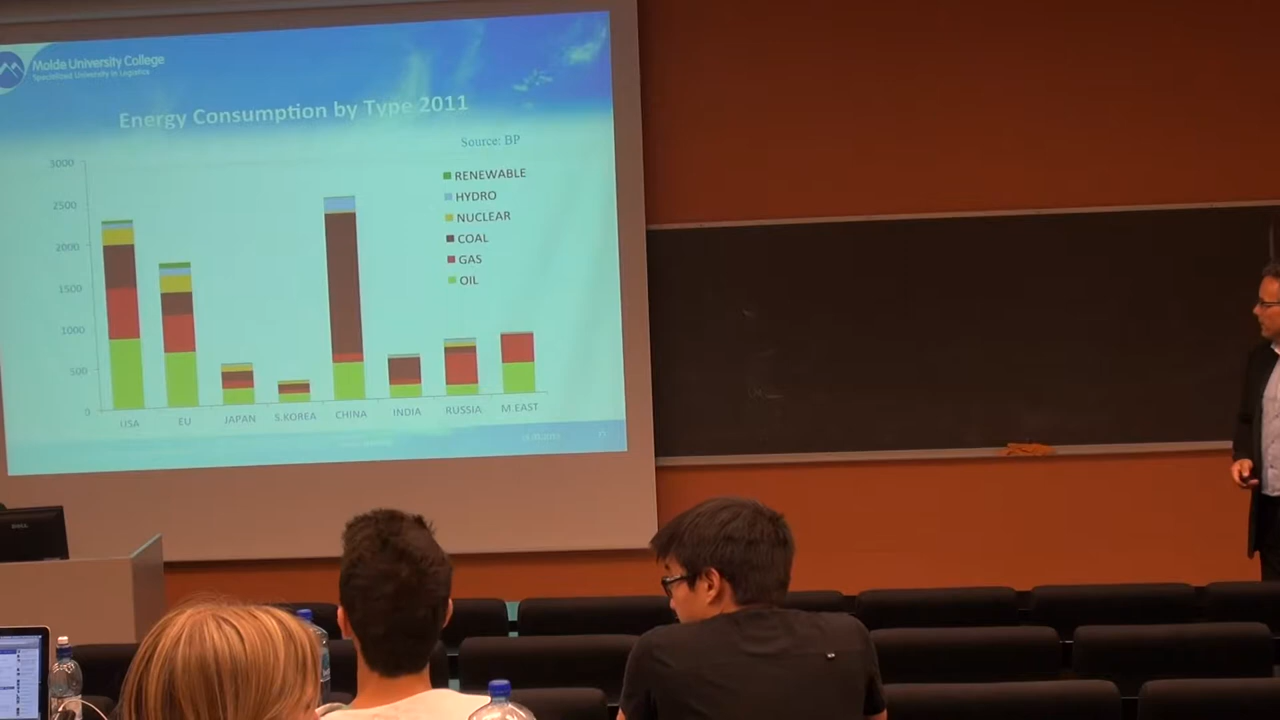 Molde University College
Specialized University in Logistics
Energy Consumption by Type 2011
Source: BP
3000
2500
2000
1500
1000
500
0
RENEWABLE
HYDRO
NUCLEAR
COAL
GAS
OIL
USA
EU
JAPAN
S.KOREA
CHINA
INDIA
RUSSIA
M.EAST
DELL